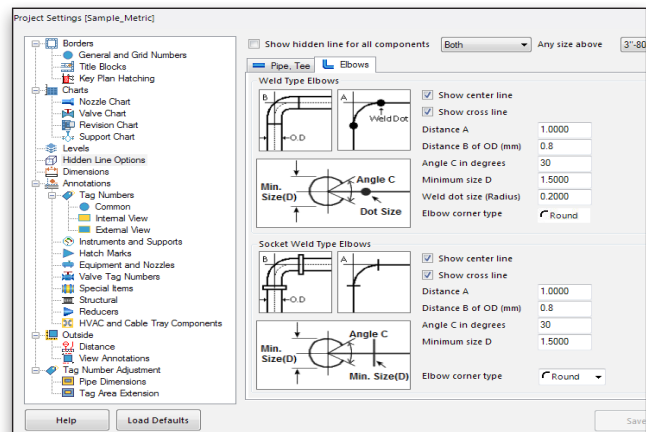 Project Settings [Sample_Metric]
Borders
General and Grid Numbers
Title Blocks
Key Plan Hatching
Charts
Nozzle Chart
Valve Chart
Revision Chart
Support Chart
Levels
Hidden Line Options
Dimensions
Annotations
Tag Numbers
Common
Internal View
External View
Instruments and Supports
Hatch Marks
Equipment and Nozzles
Valve Tag Numbers
Special Items
Structural
Reducers
HVAC and Cable Tray Components
Outside
Distance
View Annotations
Tag Number Adjustment
Pipe Dimensions
Tag Area Extension
Show hidden line for all components Both Any size above 3"-80
Pipe, Tee Elbows
Weld Type Elbows
B O.D
A WeldDot
Min. Size(D) Angle C Dot Size
Show center line
Show cross line
Distance A 1.0000
Distance B of OD (mm) 0.8
Angle C in degrees 30
Minimum size D 1.5000
Weld dot size (Radius) 0.2000
Elbow corner type Round
Socket Weld Type Elbows
B O.D
A
Min. Size(D) Angle C Min. Size(D)
Show center line
Show cross line
Distance A 1.0000
Distance B of OD (mm) 0.8
Angle C in degrees 30
Minimum size D 1.5000
Elbow corner type Round
Help Load Defaults Save